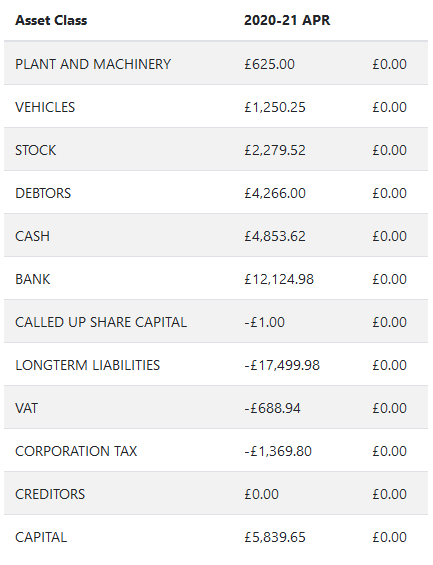 Asset Class 2020-21 APR
PLANT AND MACHINERY £625.00 £0.00
VEHICLES £1,250.25 £0.00
STOCK £2,279.52 £0.00
DEBTORS £4,266.00 £0.00
CASH £4,853.62 £0.00
BANK £12,124.98 £0.00
CALLED UP SHARE CAPITAL -£1.00 £0.00
LONGTERM LIABILITIES -£17,499.98 £0.00
VAT -£688.94 £0.00
CORPORATION TAX -£1,369.80 £0.00
CREDITORS £0.00 £0.00
CAPITAL £5,839.65 £0.00